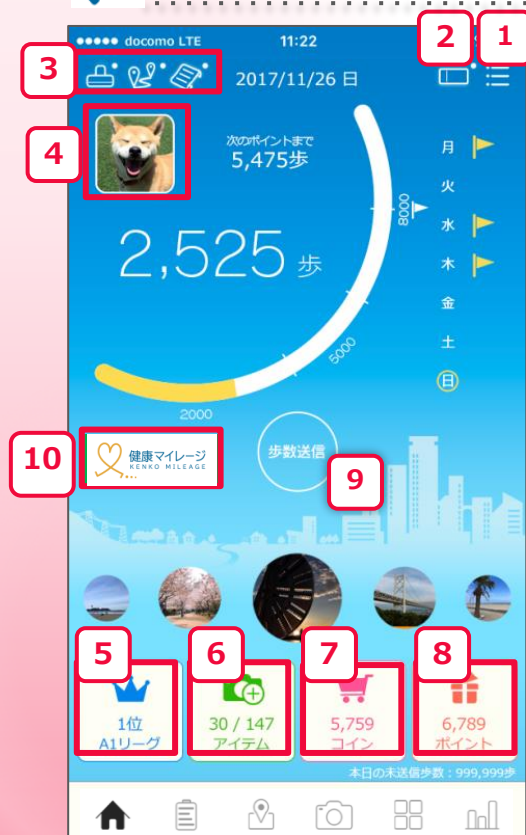 docomo LTE 11:22
2 1
3
2017/11/26 日
4
次のポイントまで
5,475歩
2,525 歩
8000
5000
2000
月
火
水
木
金
土
日
10
健康マイレージ
KENKO MILEAGE
歩数送信
9
5 6 7 8
1位
A1リーグ
30 / 147
アイテム
5,759
コイン
6,789
ポイント
本日の未送信歩数:999,999歩